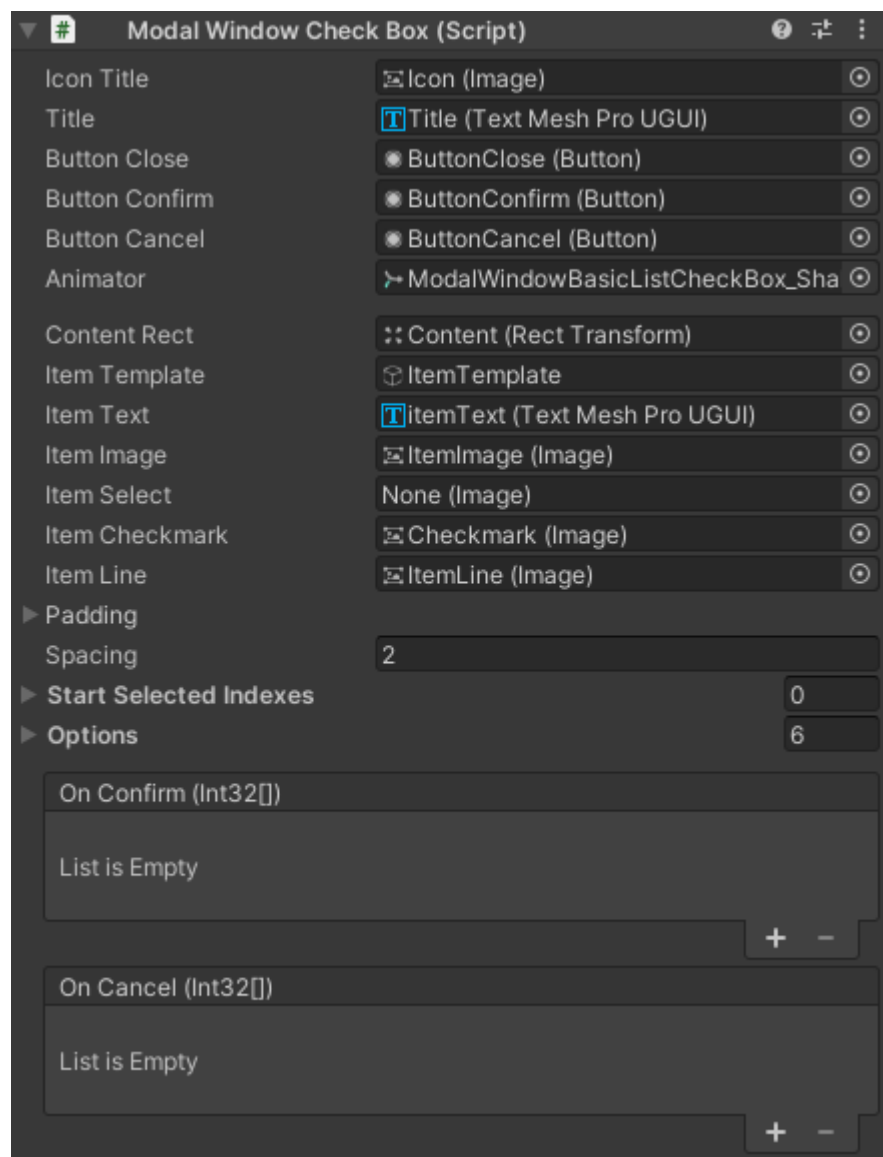 Modal Window Check Box (Script)
Icon Title Icon (Image)
Title Title (Text Mesh Pro UGUI)
Button Close ButtonClose (Button)
Button Confirm ButtonConfirm (Button)
Button Cancel ButtonCancel (Button)
Animator ModalWindowBasicListCheckBox_Sha
Content Rect Content (Rect Transform)
Item Template ItemTemplate
Item Text itemText (Text Mesh Pro UGUI)
Item Image ItemImage (Image)
Item Select None (Image)
Item Checkmark Checkmark (Image)
Item Line ItemLine (Image)
Padding
Spacing 2
Start Selected Indexes 0
Options 6
On Confirm (Int32[])
List is Empty
+ −
On Cancel (Int32[])
List is Empty
+ −